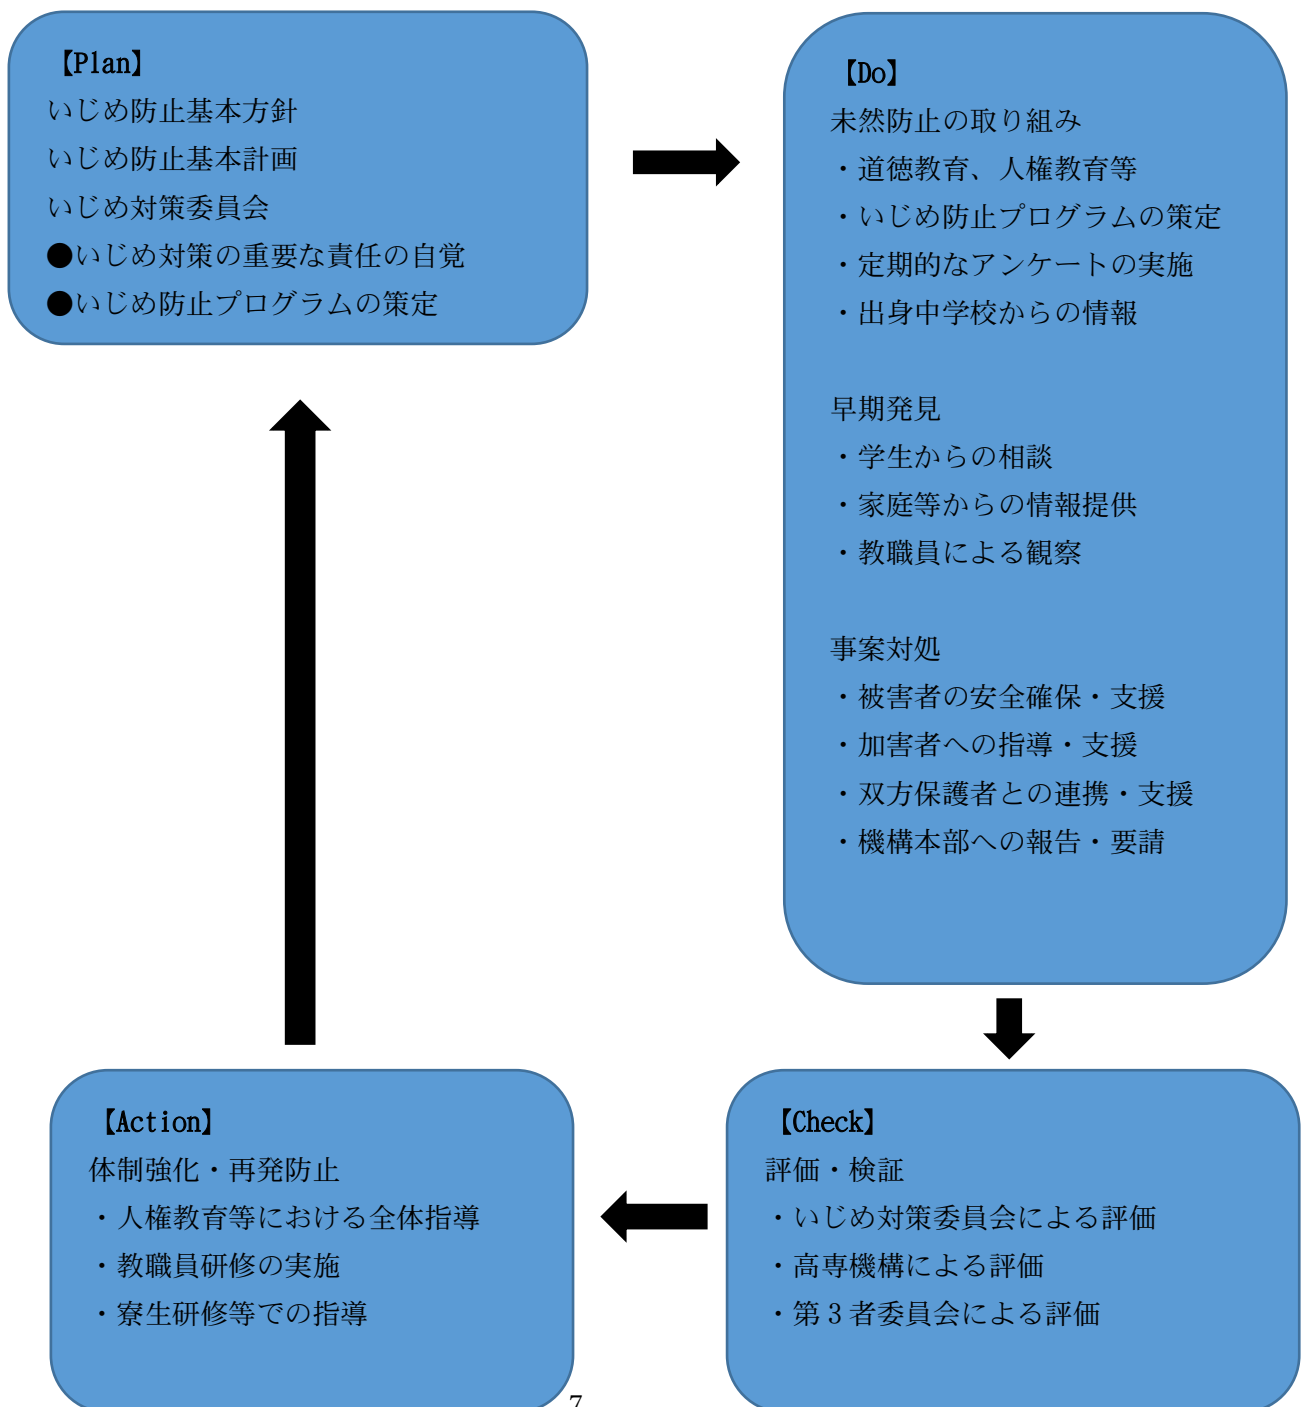 【Plan】
いじめ防止基本方針
いじめ防止基本計画
いじめ対策委員会
●いじめ対策の重要な責任の自覚
●いじめ防止プログラムの策定
【Do】
未然防止の取り組み
・道徳教育、人権教育等
・いじめ防止プログラムの策定
・定期的なアンケートの実施
・出身中学校からの情報
早期発見
・学生からの相談
・家庭等からの情報提供
・教職員による観察
事案対処
・被害者の安全確保・支援
・加害者への指導・支援
・双方保護者との連携・支援
・機構本部への報告・要請
【Check】
評価・検証
・いじめ対策委員会による評価
・高専機構による評価
・第３者委員会による評価
【Action】
体制強化・再発防止
・人権教育等における全体指導
・教職員研修の実施
・寮生研修等での指導
7